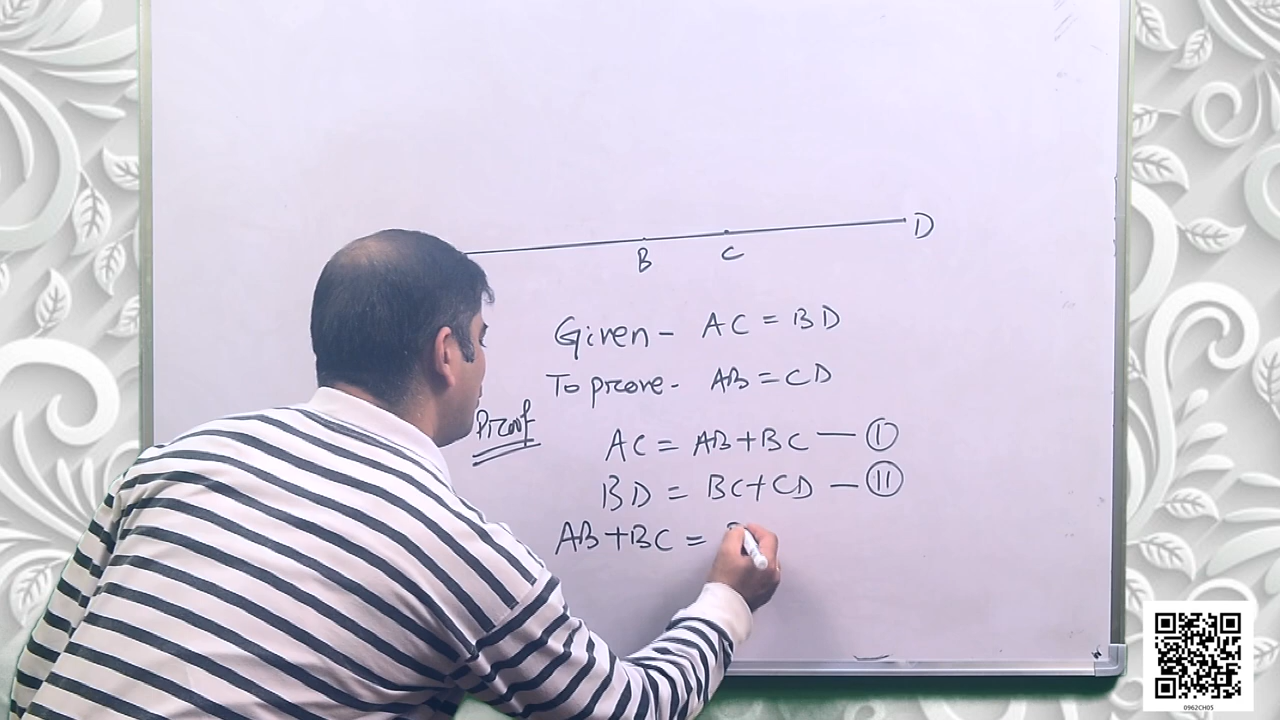 B C D
Given - AC = BD
To prove - AB = CD
Proof
AC = AB + BC — I
BD = BC + CD — II
AB + BC =
0962CH05